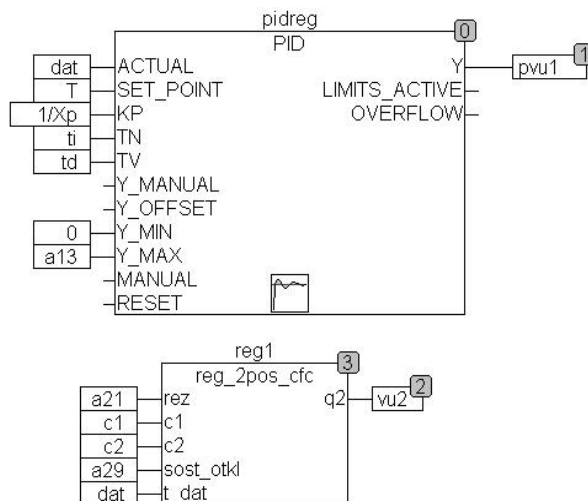 pidreg
0
PID
dat ACTUAL Y pvu1 1
T SET_POINT LIMITS_ACTIVE
1/Xp KP OVERFLOW
ti TN
td TV
Y_MANUAL
Y_OFFSET
0 Y_MIN
a13 Y_MAX
MANUAL
RESET
reg1
3
reg_2pos_cfc
a21 rez q2 vu2 2
c1 c1
c2 c2
a29 sost_otkl
dat t_dat